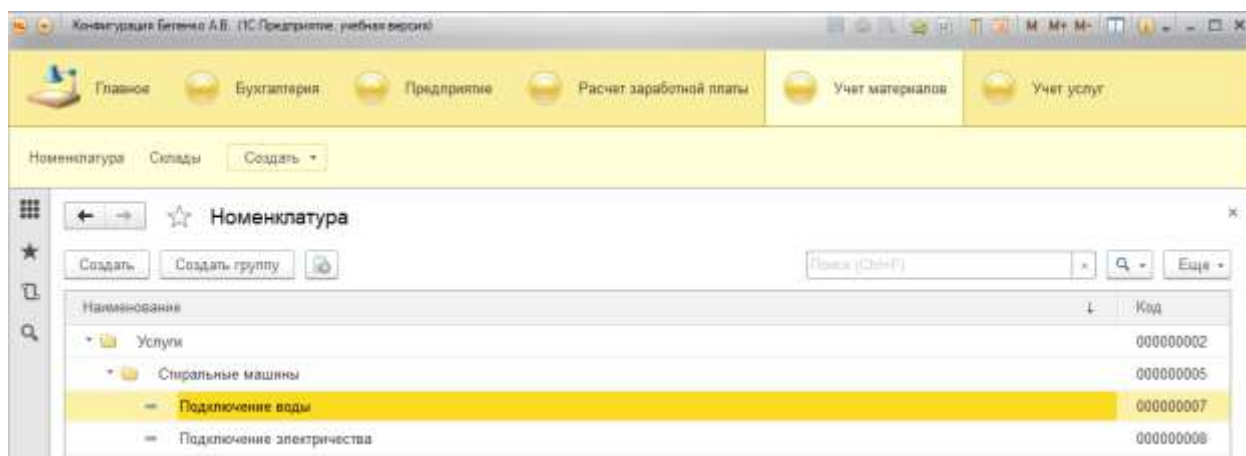 Конфигурация Беленко А.В. (1С:Предприятие, учебная версия)
M M+ M-
Главное Бухгалтерия Предприятие Расчет заработной платы Учет материалов Учет услуг
Номенклатура Склады Создать
Номенклатура
Создать Создать группу Поиск (Ctrl+F) × Еще
Наименование ↓ Код
Услуги 000000002
Стиральные машины 000000005
Подключение воды 000000007
Подключение электричества 000000008